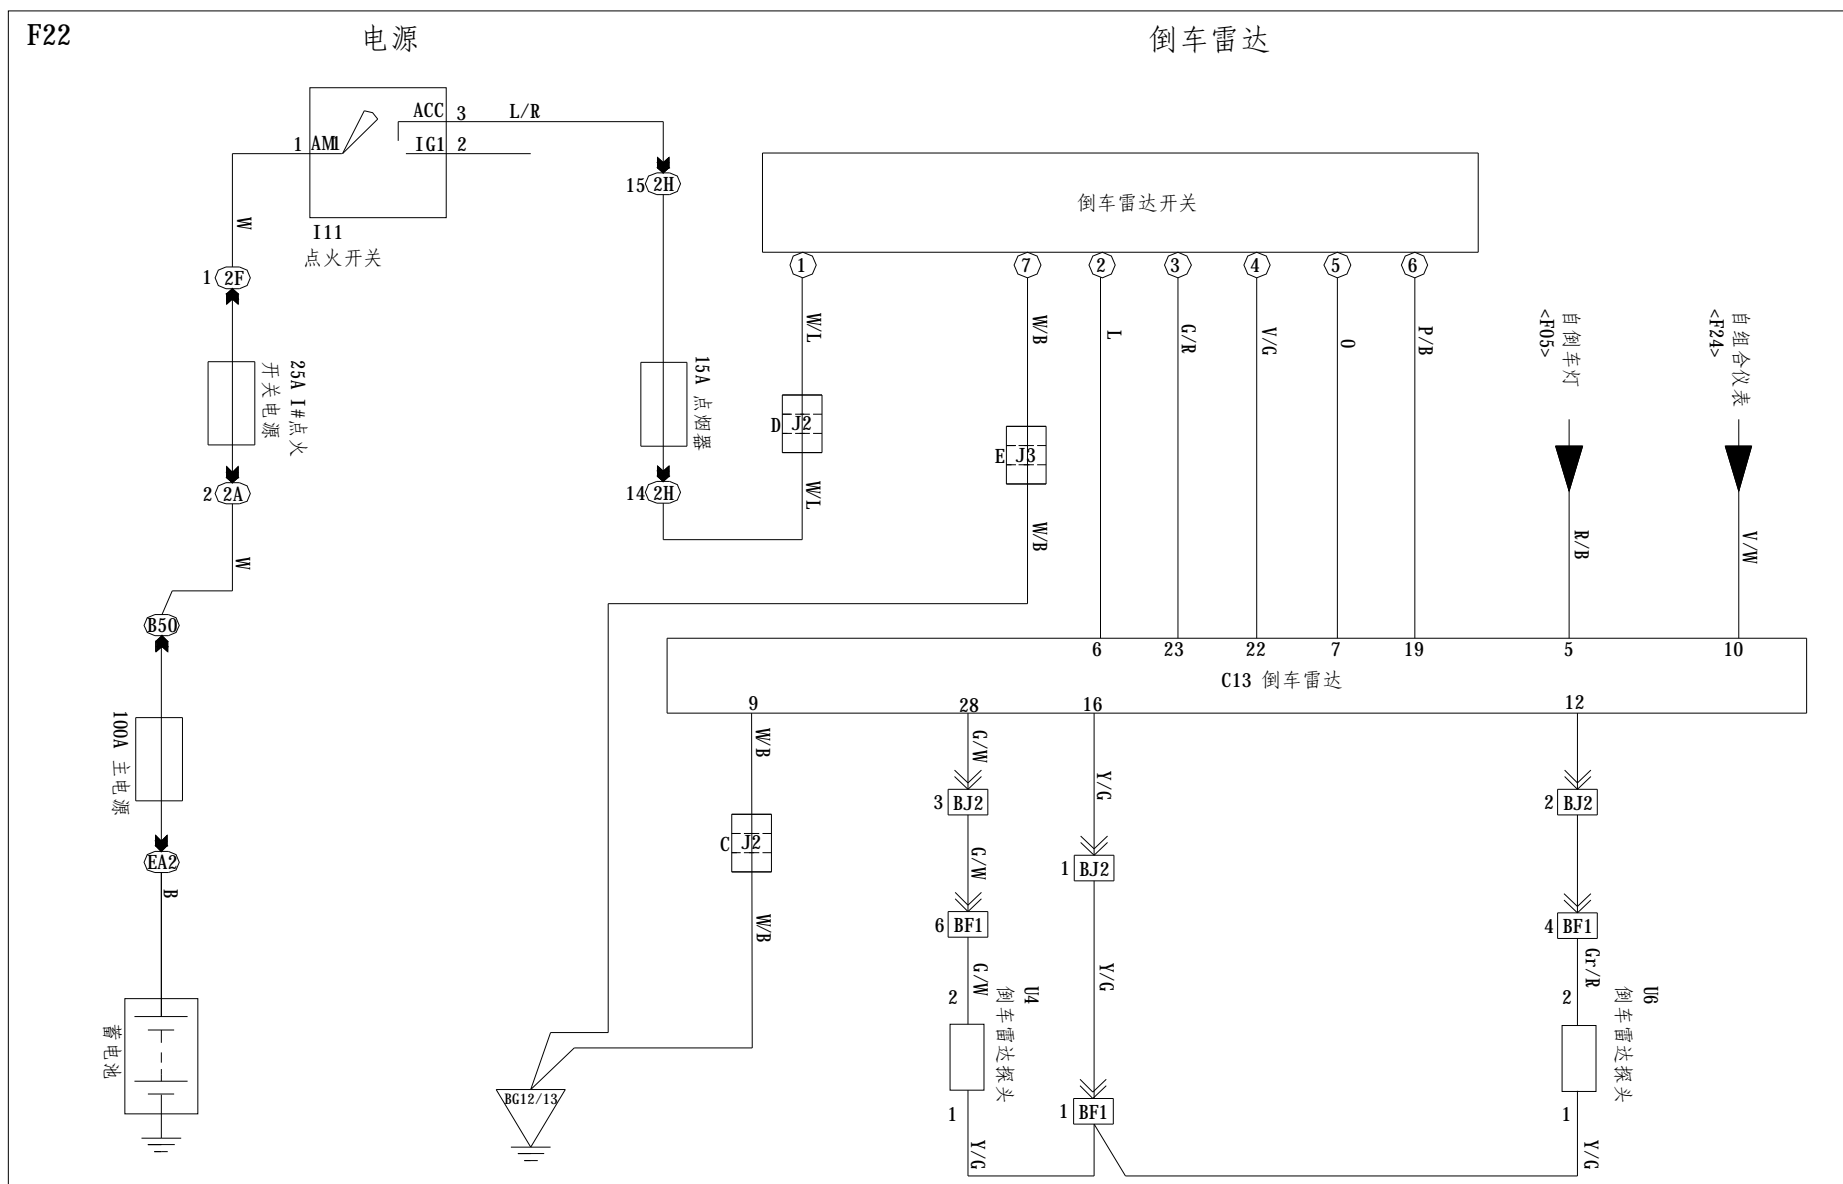 F22
电源
倒车雷达
ACC
3
L/R
1
AM1
IG1
2
I11
点火开关
15
2H
W
1
2F
25A I#点火
开关电源
2
2A
W
B50
100A 主电源
EA2
B
蓄电池
15A 点烟器
14
2H
倒车雷达开关
1
7
2
3
4
5
6
W/L
W/B
L
G/R
V/G
O
P/B
D
J2
W/L
E
J3
W/B
自倒车灯
<F05>
自组合仪表
<F24>
R/B
V/W
6
23
22
7
19
5
10
C13 倒车雷达
9
28
16
12
W/B
G/W
Y/G
C
J2
W/B
3
BJ2
1
BJ2
2
BJ2
G/W
6
BF1
4
BF1
G/W
Y/G
Gr/R
2
U4
倒车雷达探头
1
2
U6
倒车雷达探头
1
1
BF1
Y/G
Y/G
BG12/13